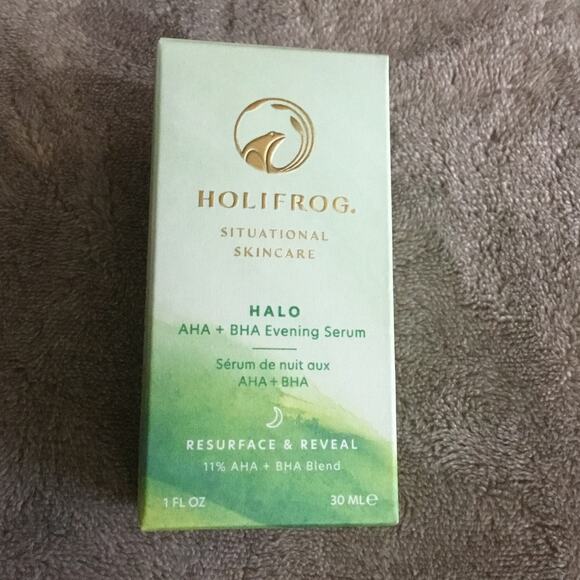 HOLIFROG.
SITUATIONAL
SKINCARE
HALO
AHA + BHA Evening Serum
Sérum de nuit aux
AHA + BHA
RESURFACE & REVEAL
11% AHA + BHA Blend
1 FL OZ 30 ML℮